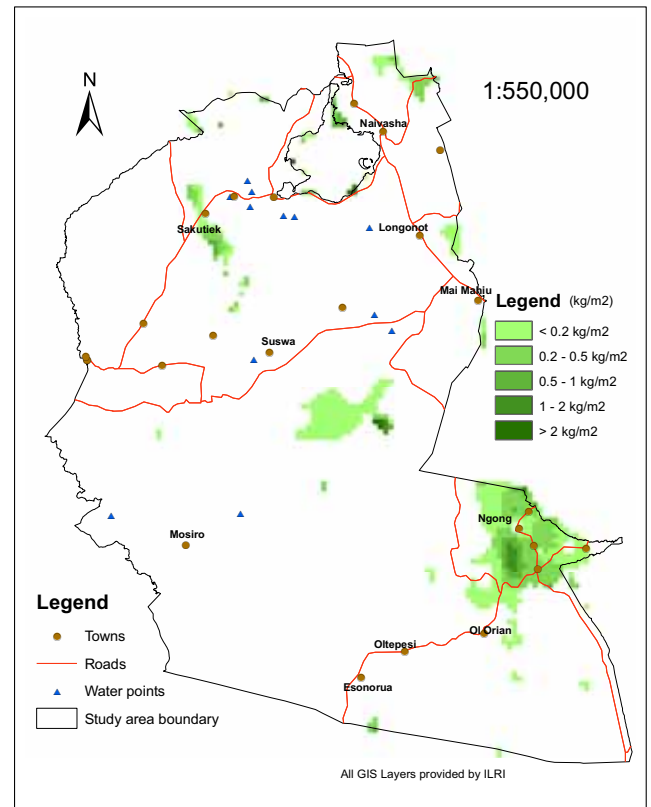 N
1:550,000
Naivasha
Sakutiek
Longonot
Mai Mahiu
Legend (kg/m2)
< 0.2 kg/m2
0.2 - 0.5 kg/m2
0.5 - 1 kg/m2
1 - 2 kg/m2
> 2 kg/m2
Suswa
Ngong
Mosiro
Legend
Towns
Roads
Water points
Study area boundary
Ol Orian
Oltepesi
Esonorua
All GIS Layers provided by ILRI